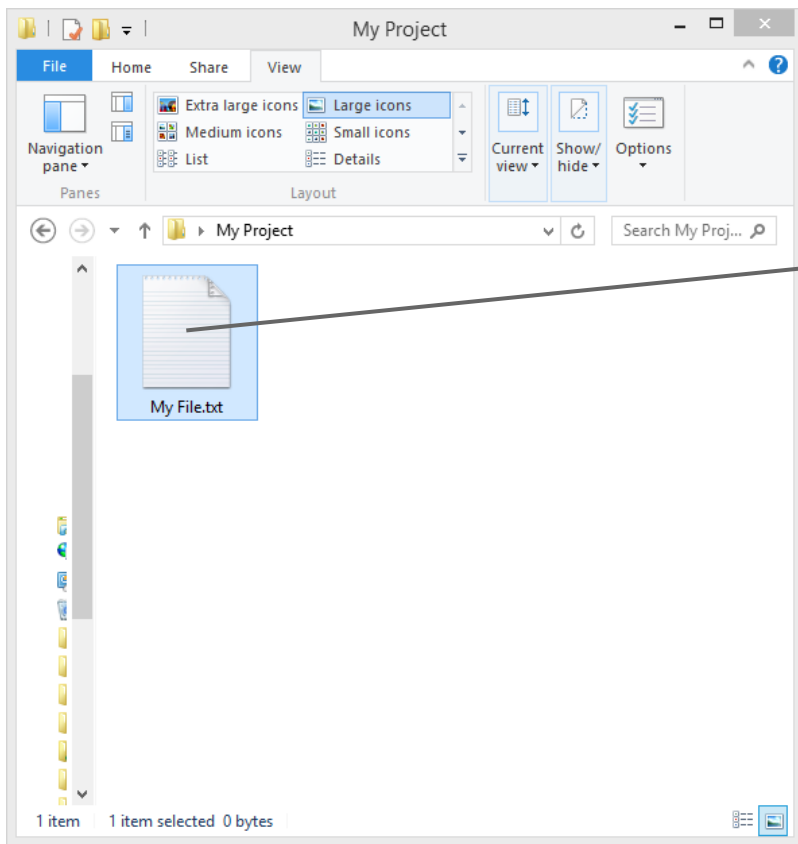 My Project
File Home Share View
Extra large icons Large icons
Medium icons Small icons
List Details
Navigation pane
Current view
Show/ hide
Options
Panes Layout
My Project Search My Proj...
My File.txt
1 item 1 item selected 0 bytes